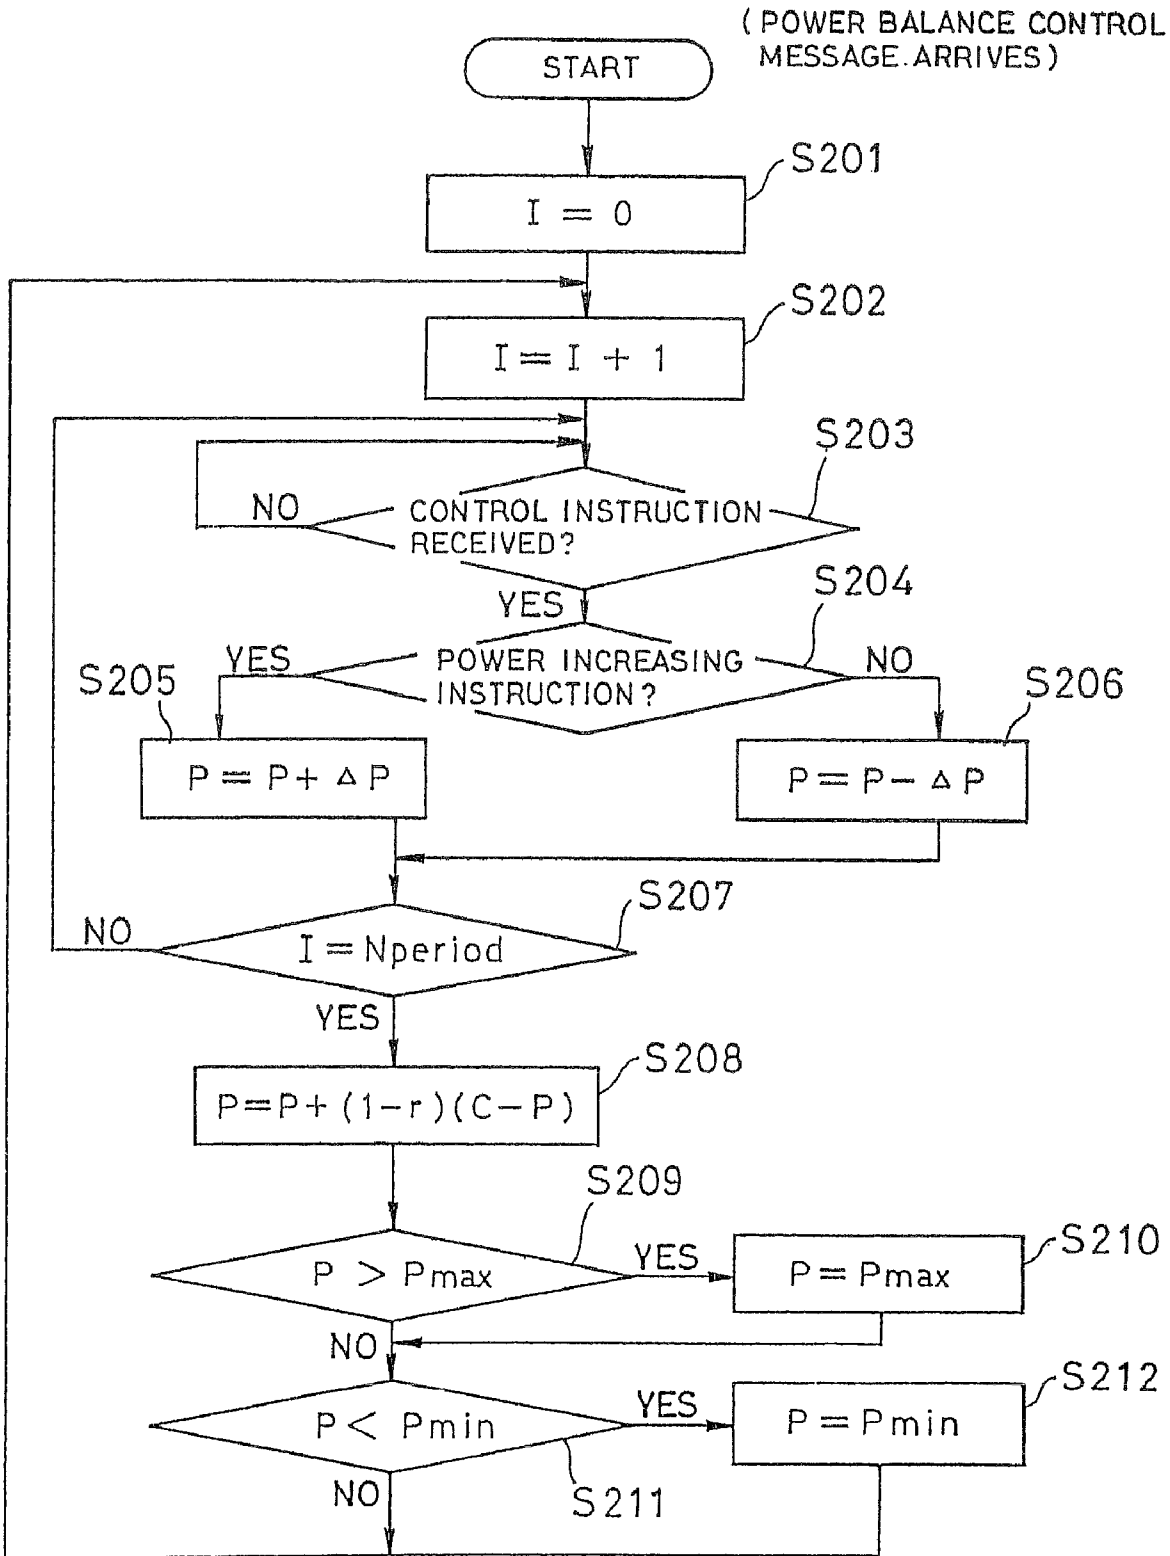 (POWER BALANCE CONTROL
MESSAGE.ARRIVES)
START
S201
I = 0
S202
I = I + 1
S203
NO
CONTROL INSTRUCTION
RECEIVED?
YES
S204
YES
POWER INCREASING
INSTRUCTION?
NO
S205
S206
P = P + Δ P
P = P - Δ P
S207
NO
I = Nperiod
YES
S208
P=P+(1-r)(C-P)
S209
P > Pmax
YES
S210
P = Pmax
NO
S212
P < Pmin
YES
P = Pmin
NO
S211